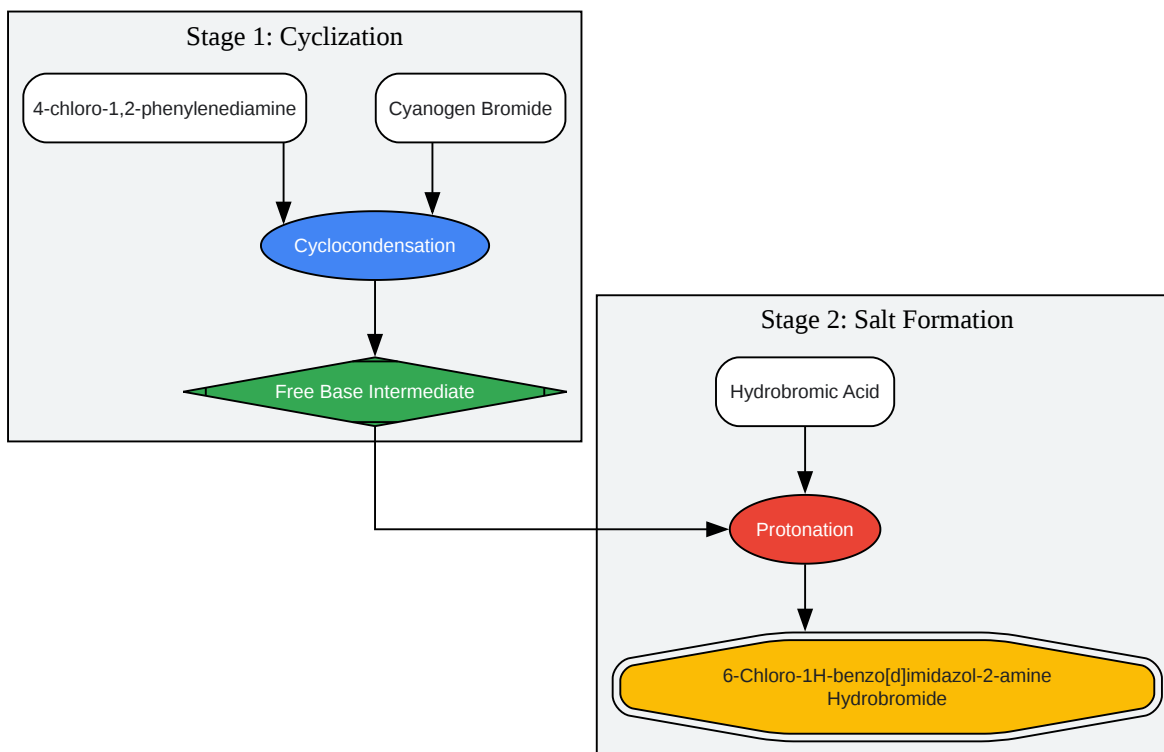 Stage 1: Cyclization
4-chloro-1,2-phenylenediamine
Cyanogen Bromide
Cyclocondensation
Free Base Intermediate
Stage 2: Salt Formation
Hydrobromic Acid
Protonation
6-Chloro-1H-benzo[d]imidazol-2-amine
Hydrobromide